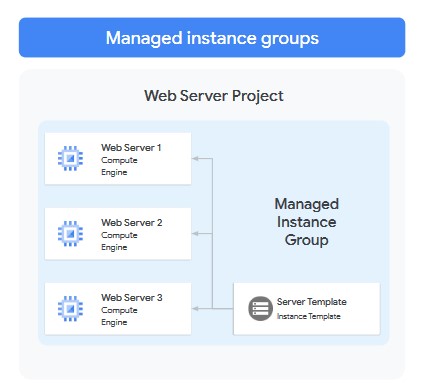 Managed instance groups
Web Server Project
Web Server 1
Compute
Engine
Web Server 2
Compute
Engine
Web Server 3
Compute
Engine
Managed
Instance
Group
Server Template
Instance Template